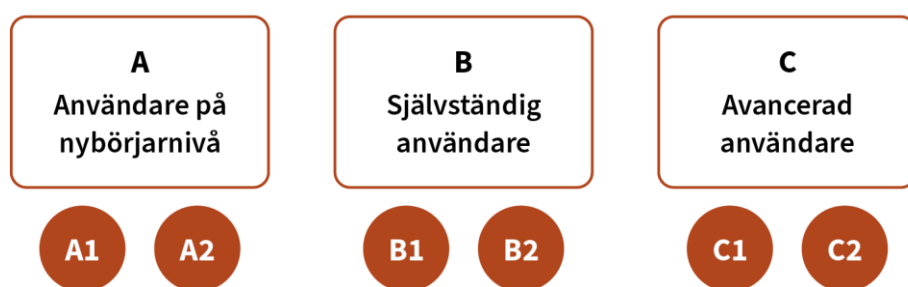 A
Användare på
nybörjarnivå
B
Självständig
användare
C
Avancerad
användare
A1
A2
B1
B2
C1
C2